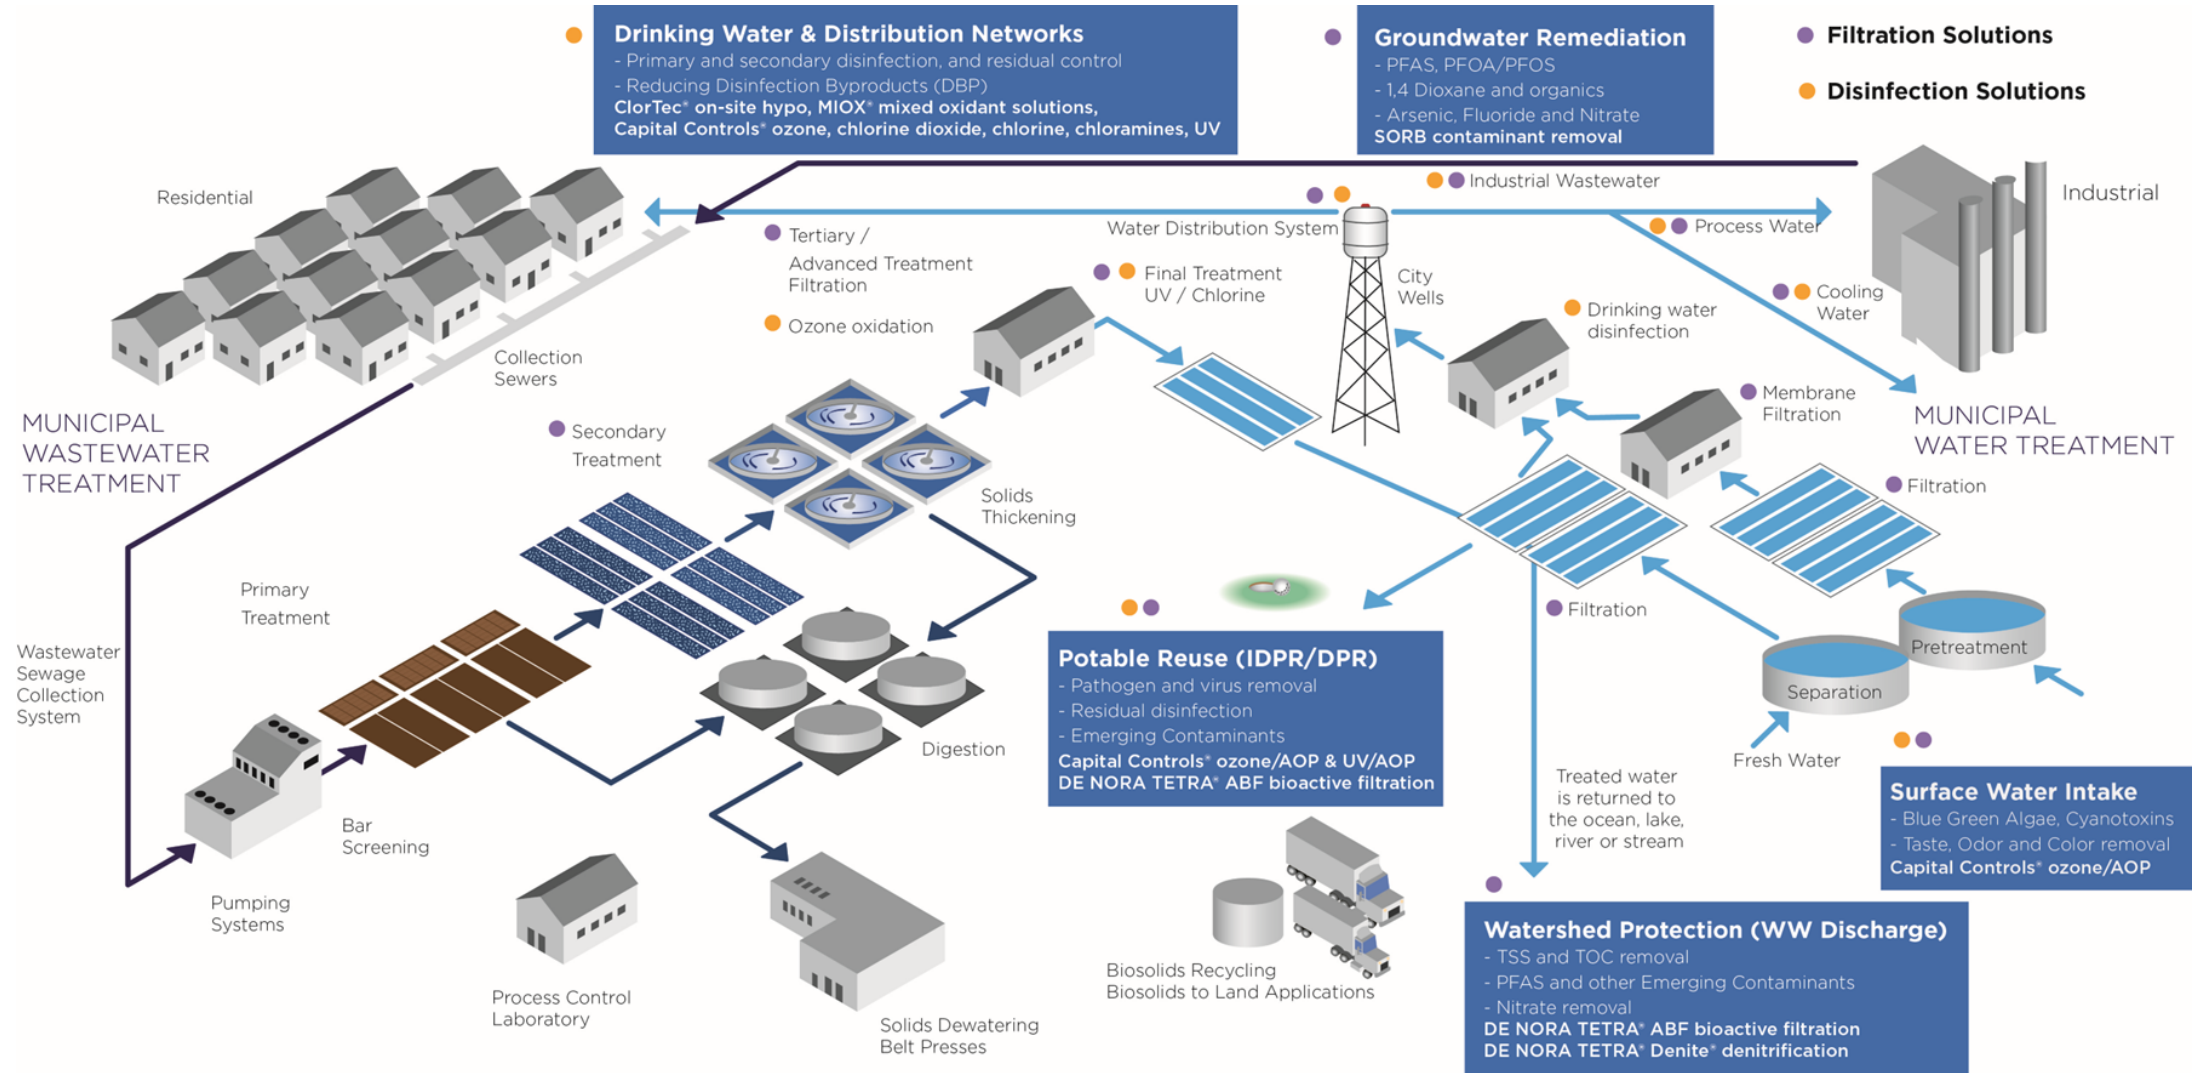 Drinking Water & Distribution Networks
- Primary and secondary disinfection, and residual control
- Reducing Disinfection Byproducts (DBP)
ClorTec® on-site hypo, MIOX® mixed oxidant solutions,
Capital Controls® ozone, chlorine dioxide, chlorine, chloramines, UV
Groundwater Remediation
- PFAS, PFOA/PFOS
- 1,4 Dioxane and organics
- Arsenic, Fluoride and Nitrate
SORB contaminant removal
Filtration Solutions
Disinfection Solutions
Residential
Industrial Wastewater
Industrial
Water Distribution System
Process Water
Tertiary /
Advanced Treatment
Filtration
Ozone oxidation
Final Treatment
UV / Chlorine
City
Wells
Cooling
Water
Drinking water
disinfection
Collection
Sewers
Membrane
Filtration
MUNICIPAL
WASTEWATER
TREATMENT
MUNICIPAL
WATER TREATMENT
Secondary
Treatment
Solids
Thickening
Filtration
Primary
Treatment
Filtration
Wastewater
Sewage
Collection
System
Pretreatment
Separation
Fresh Water
Potable Reuse (IDPR/DPR)
- Pathogen and virus removal
- Residual disinfection
- Emerging Contaminants
Capital Controls® ozone/AOP & UV/AOP
DE NORA TETRA® ABF bioactive filtration
Digestion
Bar
Screening
Treated water
is returned to
the ocean, lake,
river or stream
Surface Water Intake
- Blue Green Algae, Cyanotoxins
- Taste, Odor and Color removal
Capital Controls® ozone/AOP
Pumping
Systems
Process Control
Laboratory
Solids Dewatering
Belt Presses
Biosolids Recycling
Biosolids to Land Applications
Watershed Protection (WW Discharge)
- TSS and TOC removal
- PFAS and other Emerging Contaminants
- Nitrate removal
DE NORA TETRA® ABF bioactive filtration
DE NORA TETRA® Denite® denitrification